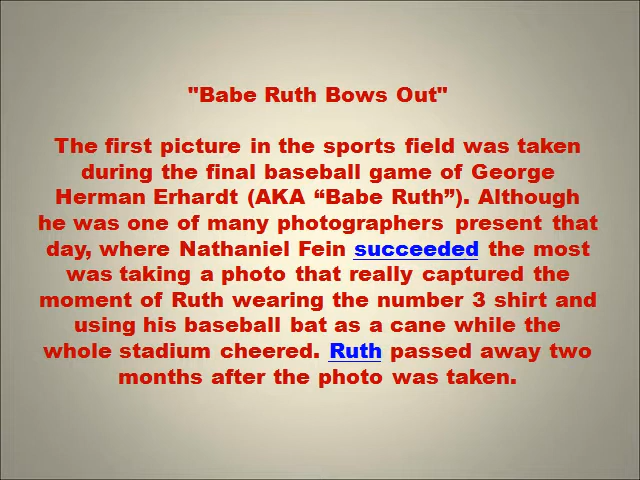 "Babe Ruth Bows Out"
The first picture in the sports field was taken
during the final baseball game of George
Herman Erhardt (AKA “Babe Ruth”). Although
he was one of many photographers present that
day, where Nathaniel Fein succeeded the most
was taking a photo that really captured the
moment of Ruth wearing the number 3 shirt and
using his baseball bat as a cane while the
whole stadium cheered. Ruth passed away two
months after the photo was taken.